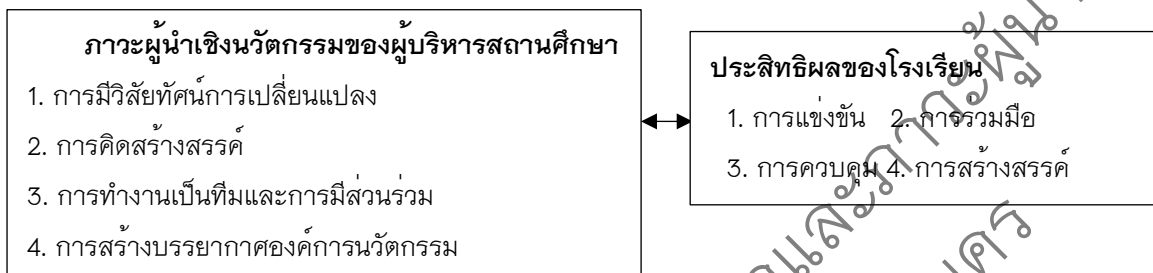 ภาวะผู้นำเชิงนวัตกรรมของผู้บริหารสถานศึกษา
1. การมีวิสัยทัศน์การเปลี่ยนแปลง
2. การคิดสร้างสรรค์
3. การทำงานเป็นทีมและการมีส่วนร่วม
4. การสร้างบรรยากาศองค์การนวัตกรรม
ประสิทธิผลของโรงเรียน
1. การแข่งขัน 2. การร่วมมือ
3. การควบคุม 4. การสร้างสรรค์